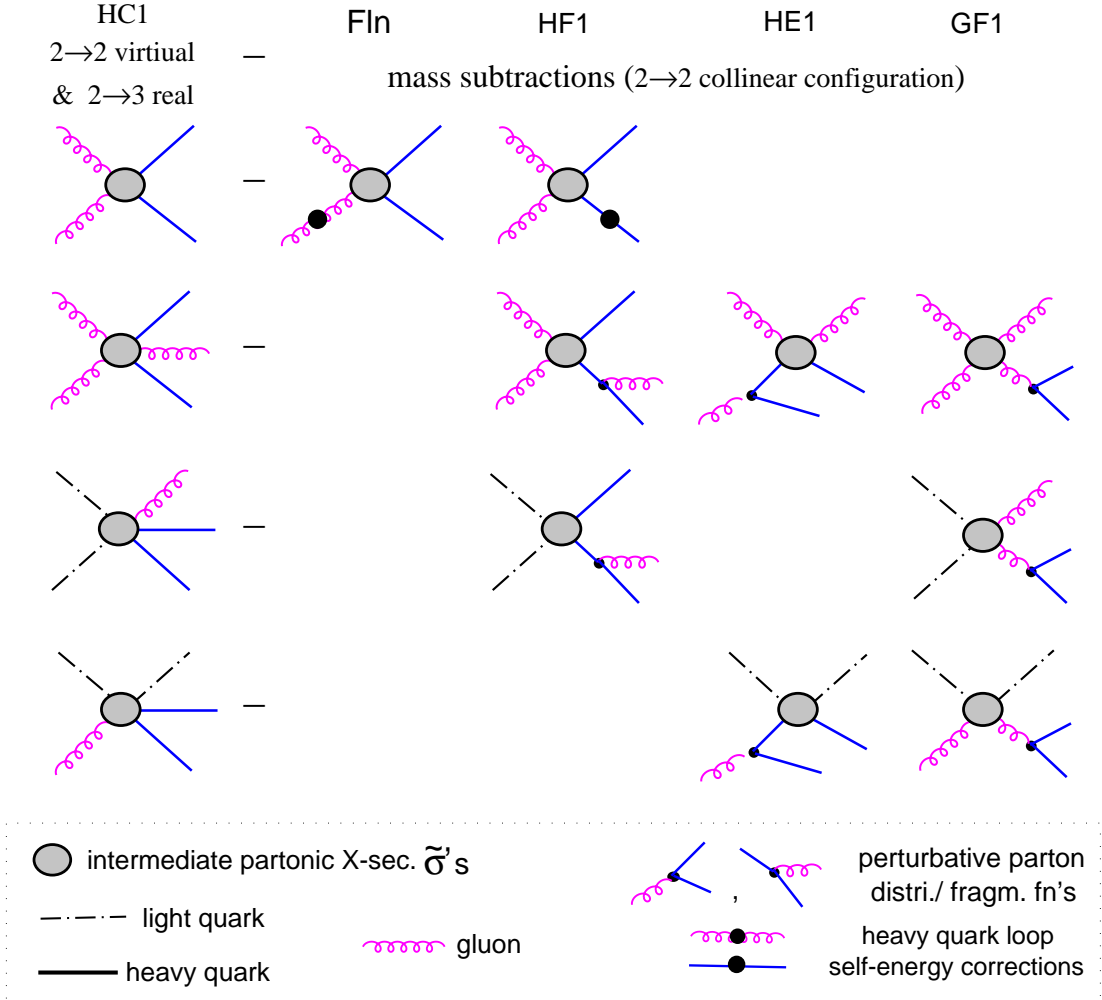 HC1
Fln
HF1
HE1
GF1
2→2 virtiual
& 2→3 real
—
mass subtractions (2→2 collinear configuration)
—
—
—
—
intermediate partonic X-sec. σ̃'s
light quark
heavy quark
gluon
,
perturbative parton
distri./ fragm. fn's
heavy quark loop
self-energy corrections